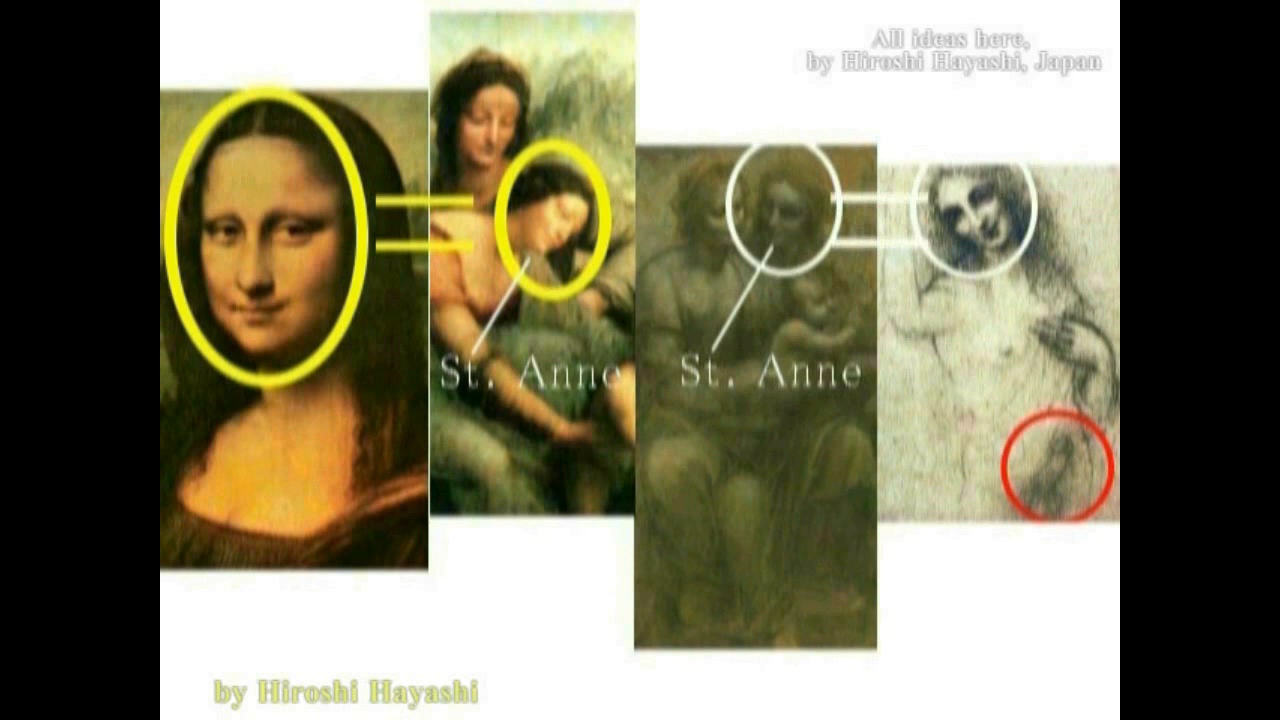 All ideas here,
by Hiroshi Hayashi, Japan
St. Anne
St. Anne
by Hiroshi Hayashi